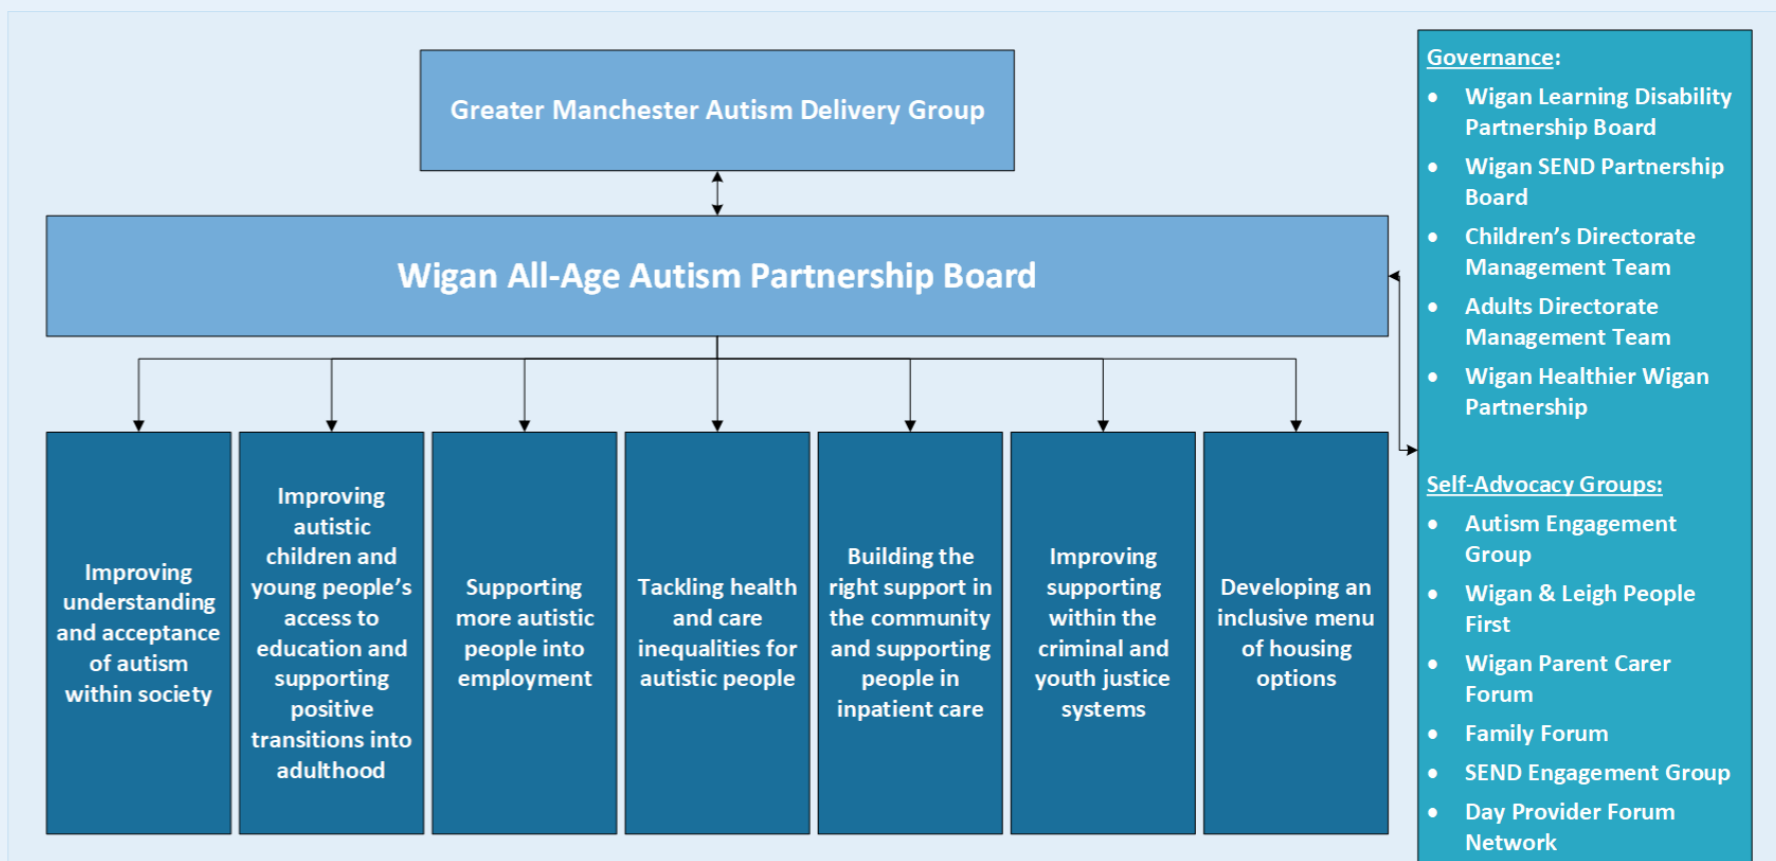 Greater Manchester Autism Delivery Group
Wigan All-Age Autism Partnership Board
Improving
understanding
and acceptance
of autism
within society
Improving
autistic
children and
young people’s
access to
education and
supporting
positive
transitions into
adulthood
Supporting
more autistic
people into
employment
Tackling health
and care
inequalities for
autistic people
Building the
right support in
the community
and supporting
people in
inpatient care
Improving
supporting
within the
criminal and
youth justice
systems
Developing an
inclusive menu
of housing
options
Governance:
• Wigan Learning Disability
Partnership Board
• Wigan SEND Partnership
Board
• Children’s Directorate
Management Team
• Adults Directorate
Management Team
• Wigan Healthier Wigan
Partnership
Self-Advocacy Groups:
• Autism Engagement
Group
• Wigan & Leigh People
First
• Wigan Parent Carer
Forum
• Family Forum
• SEND Engagement Group
• Day Provider Forum
Network